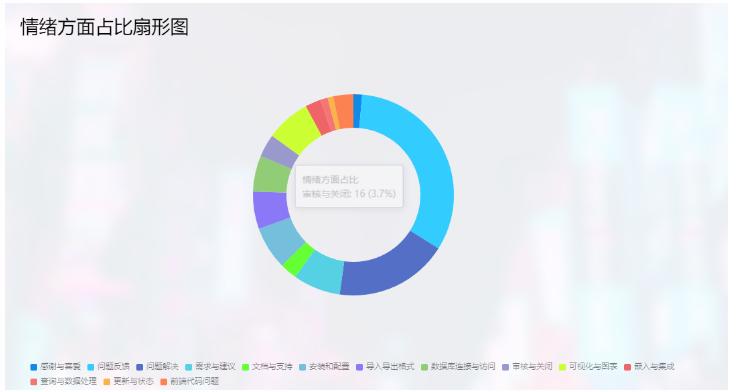 情绪方面占比扇形图
情绪方面占比
审核与关闭: 16 (3.7%)
感谢与喜爱 问题反馈 问题解决 需求与建议 文档与支持 安装和配置 导入导出格式 数据库连接与访问 审核与关闭 可视化与图表 嵌入与集成
查询与数据处理 更新与状态 前端代码问题